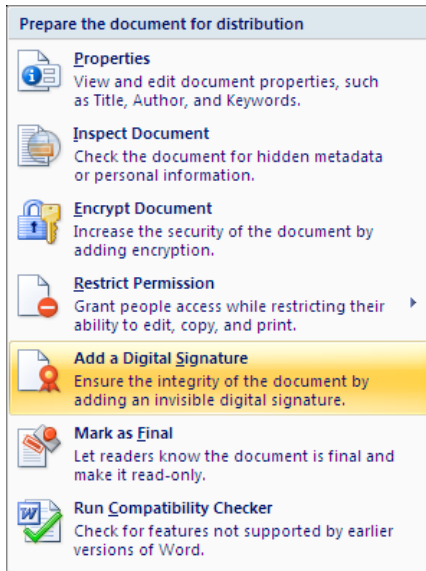 Prepare the document for distribution
Properties
View and edit document properties, such
as Title, Author, and Keywords.
Inspect Document
Check the document for hidden metadata
or personal information.
Encrypt Document
Increase the security of the document by
adding encryption.
Restrict Permission
Grant people access while restricting their
ability to edit, copy, and print.
Add a Digital Signature
Ensure the integrity of the document by
adding an invisible digital signature.
Mark as Final
Let readers know the document is final and
make it read-only.
Run Compatibility Checker
Check for features not supported by earlier
versions of Word.